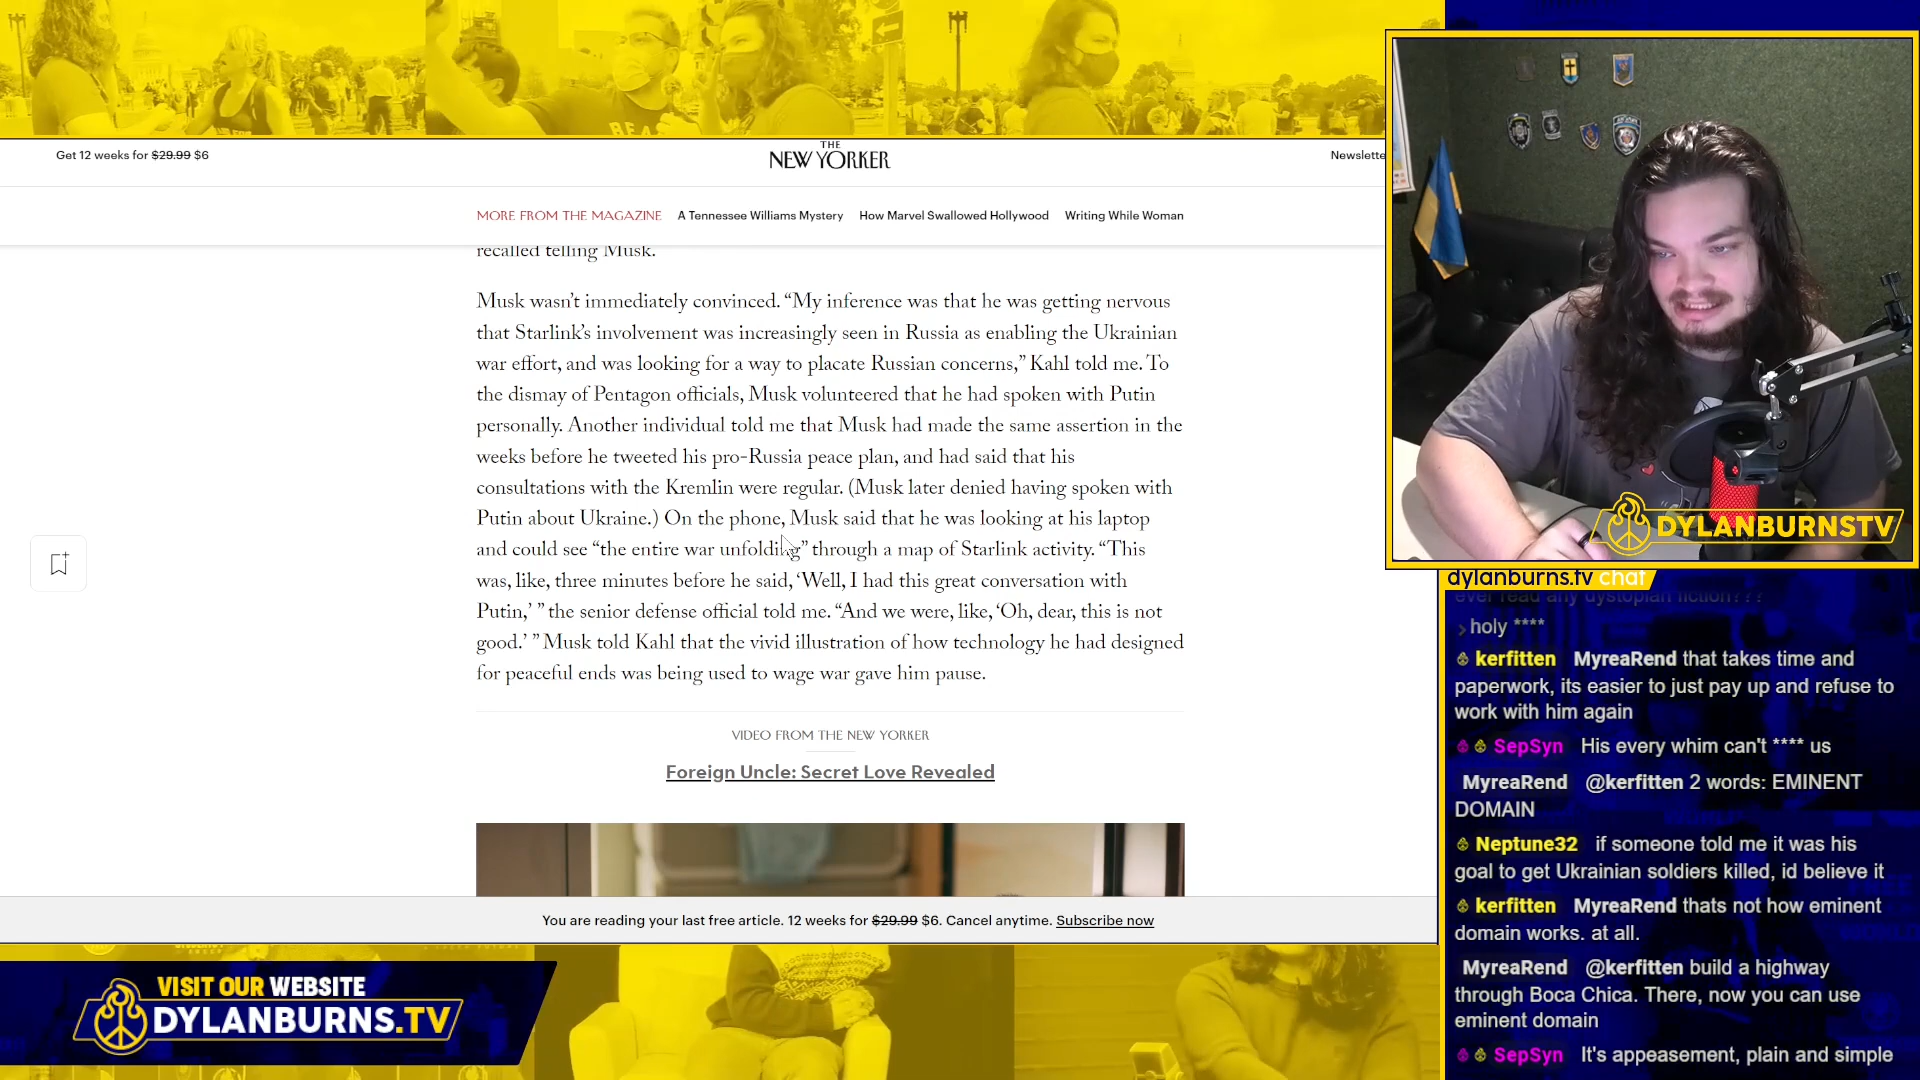 Get 12 weeks for $29.99 $6
THE
NEW YORKER
Newslette
MORE FROM THE MAGAZINE A Tennessee Williams Mystery How Marvel Swallowed Hollywood Writing While Woman
recalled telling Musk.
Musk wasn't immediately convinced. “My inference was that he was getting nervous
that Starlink's involvement was increasingly seen in Russia as enabling the Ukrainian
war effort, and was looking for a way to placate Russian concerns,” Kahl told me. To
the dismay of Pentagon officials, Musk volunteered that he had spoken with Putin
personally. Another individual told me that Musk had made the same assertion in the
weeks before he tweeted his pro-Russia peace plan, and had said that his
consultations with the Kremlin were regular. (Musk later denied having spoken with
Putin about Ukraine.) On the phone, Musk said that he was looking at his laptop
and could see “the entire war unfolding” through a map of Starlink activity. “This
was, like, three minutes before he said, ‘Well, I had this great conversation with
Putin,’ ” the senior defense official told me. “And we were, like, ‘Oh, dear, this is not
good.’ ” Musk told Kahl that the vivid illustration of how technology he had designed
for peaceful ends was being used to wage war gave him pause.
VIDEO FROM THE NEW YORKER
Foreign Uncle: Secret Love Revealed
You are reading your last free article. 12 weeks for $29.99 $6. Cancel anytime. Subscribe now
VISIT OUR WEBSITE
DYLANBURNS.TV
DYLANBURNSTV
dylanburns.tv chat
ever read any dystopian fiction???
holy ****
kerfitten MyreaRend that takes time and
paperwork, its easier to just pay up and refuse to
work with him again
SepSyn His every whim can't **** us
MyreaRend @kerfitten 2 words: EMINENT
DOMAIN
Neptune32 if someone told me it was his
goal to get Ukrainian soldiers killed, id believe it
kerfitten MyreaRend thats not how eminent
domain works. at all.
MyreaRend @kerfitten build a highway
through Boca Chica. There, now you can use
eminent domain
SepSyn It's appeasement, plain and simple